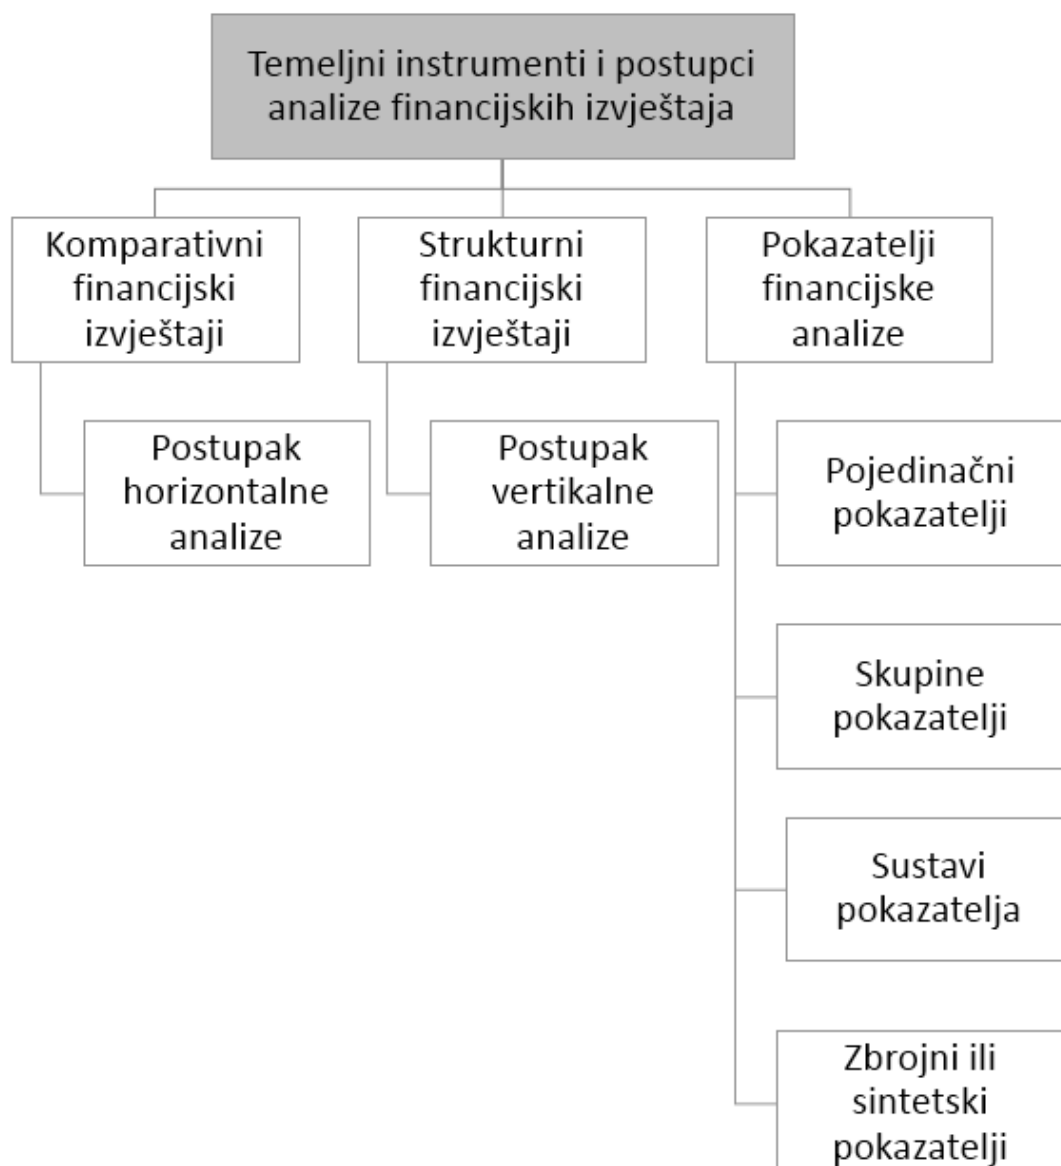 Temeljni instrumenti i postupci
analize financijskih izvještaja
Komparativni
financijski
izvještaji
Strukturni
financijski
izvještaji
Pokazatelji
financijske
analize
Postupak
horizontalne
analize
Postupak
vertikalne
analize
Pojedinačni
pokazatelji
Skupine
pokazatelji
Sustavi
pokazatelja
Zbrojni ili
sintetski
pokazatelji